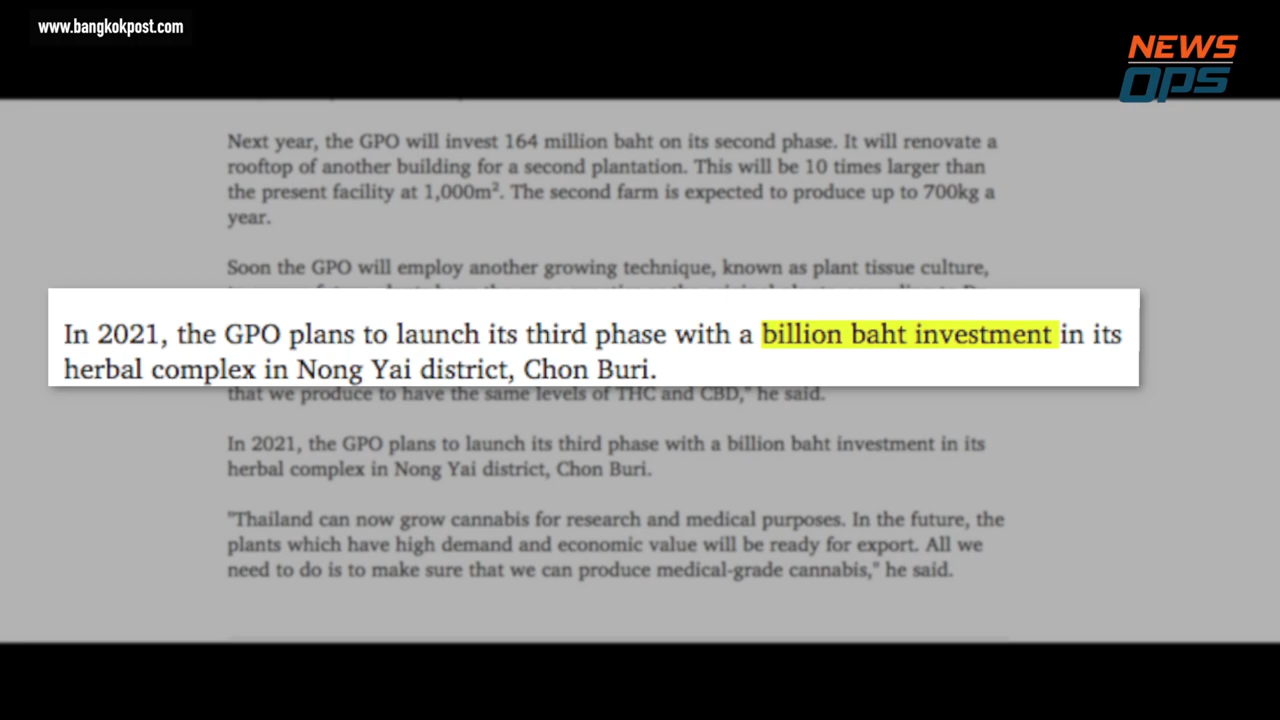 www.bangkokpost.com
NEWS
OPS
Next year, the GPO will invest 164 million baht on its second phase. It will renovate a
rooftop of another building for a second plantation. This will be 10 times larger than
the present facility at 1,000m². The second farm is expected to produce up to 700kg a
year.
Soon the GPO will employ another growing technique, known as plant tissue culture,
In 2021, the GPO plans to launch its third phase with a billion baht investment in its
herbal complex in Nong Yai district, Chon Buri.
that we produce to have the same levels of THC and CBD," he said.
In 2021, the GPO plans to launch its third phase with a billion baht investment in its
herbal complex in Nong Yai district, Chon Buri.
"Thailand can now grow cannabis for research and medical purposes. In the future, the
plants which have high demand and economic value will be ready for export. All we
need to do is to make sure that we can produce medical-grade cannabis," he said.